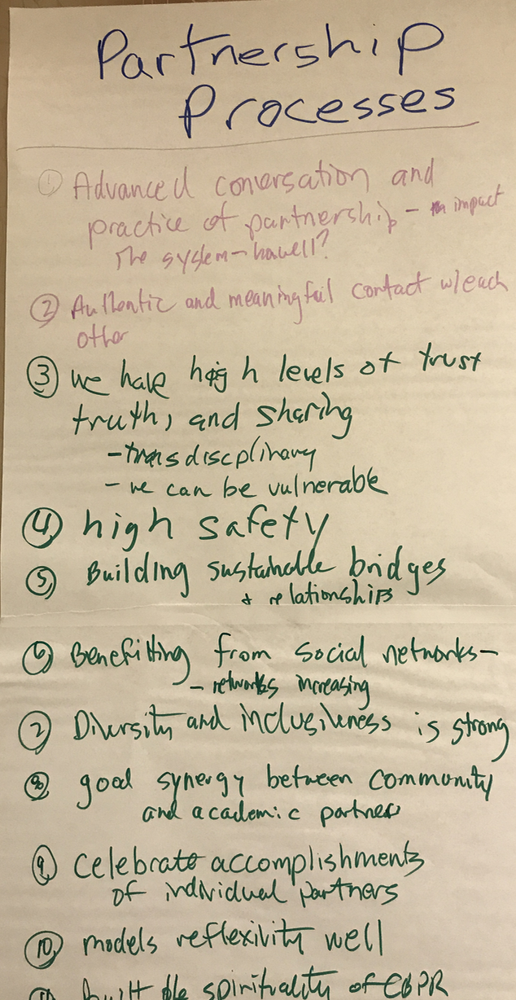 Partnership
Processes
① Advanced conversation and
practice of partnership - impact
The system - how well?
② Authentic and meaningful contact w/each
other
③ we have high levels of trust
truth, and sharing
- transdiscplinary
- we can be vulnerable
④ high safety
⑤ Building sustainable bridges
+ relationships
⑥ Benefitting from social networks-
- networks increasing
⑦ Diversity and inclusiveness is strong
⑧ good synergy between community
and academic partners
⑨ celebrate accomplishments
of individual partners
⑩ models reflexivity well
built the spirituality of CBPR